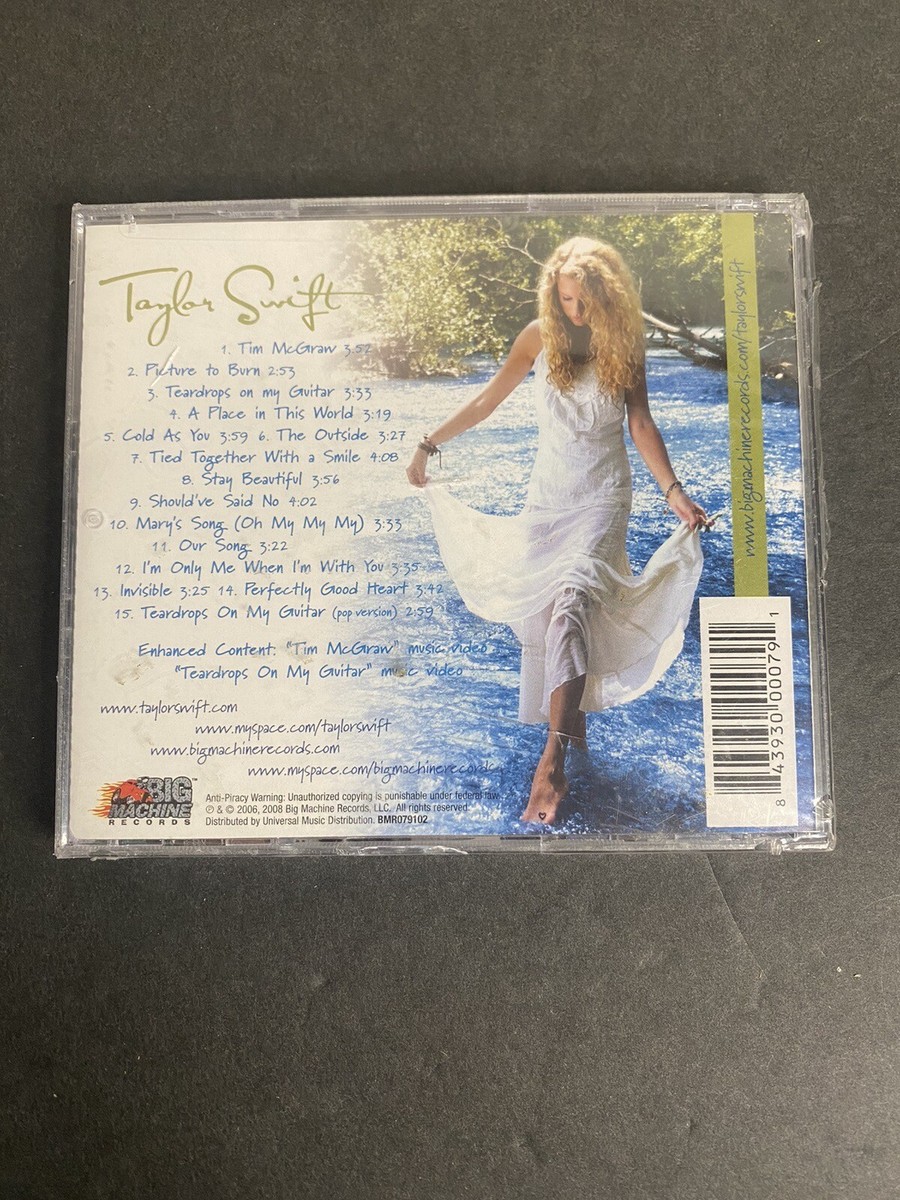 Taylor Swift
1. Tim McGraw 3:52
2. Picture to Burn 2:53
3. Teardrops on my Guitar 3:33
4. A Place in This World 3:19
5. Cold As You 3:59 6. The Outside 3:27
7. Tied Together With a Smile 4:08
8. Stay Beautiful 3:56
9. Should've Said No 4:02
10. Mary's Song (Oh My My My) 3:33
11. Our Song 3:22
12. I'm Only Me When I'm With You 3:35
13. Invisible 3:25 14. Perfectly Good Heart 3:42
15. Teardrops On My Guitar (pop version) 2:59
Enhanced Content: "Tim McGraw" music video
"Teardrops On My Guitar" music video
www.taylorswift.com
www.myspace.com/taylorswift
www.bigmachinerecords.com
www.myspace.com/bigmachinerecords
BIG
MACHINE™
RECORDS
Anti-Piracy Warning: Unauthorized copying is punishable under federal law.
℗ & © 2006, 2008 Big Machine Records, LLC. All rights reserved.
Distributed by Universal Music Distribution. BMR079102
www.bigmachinerecords.com/taylorswift
8 43930 00079 1